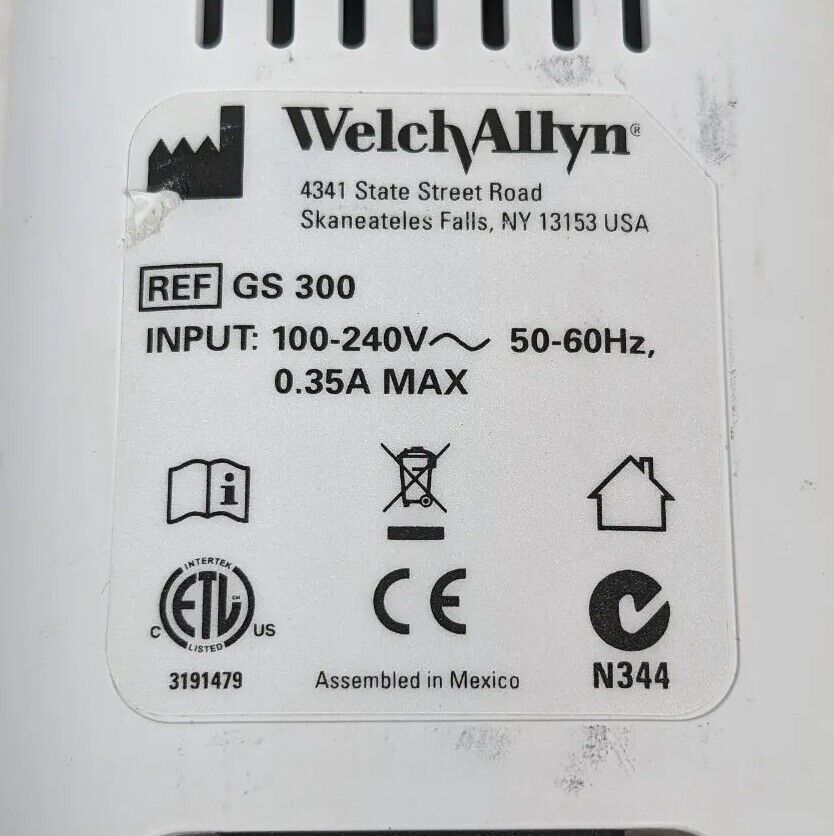 WelchAllyn®
4341 State Street Road
Skaneateles Falls, NY 13153 USA
REF GS 300
INPUT: 100-240V～ 50-60Hz,
0.35A MAX
i
INTERTEK
C ETL CM US
LISTED
CE
3191479
Assembled in Mexico
N344